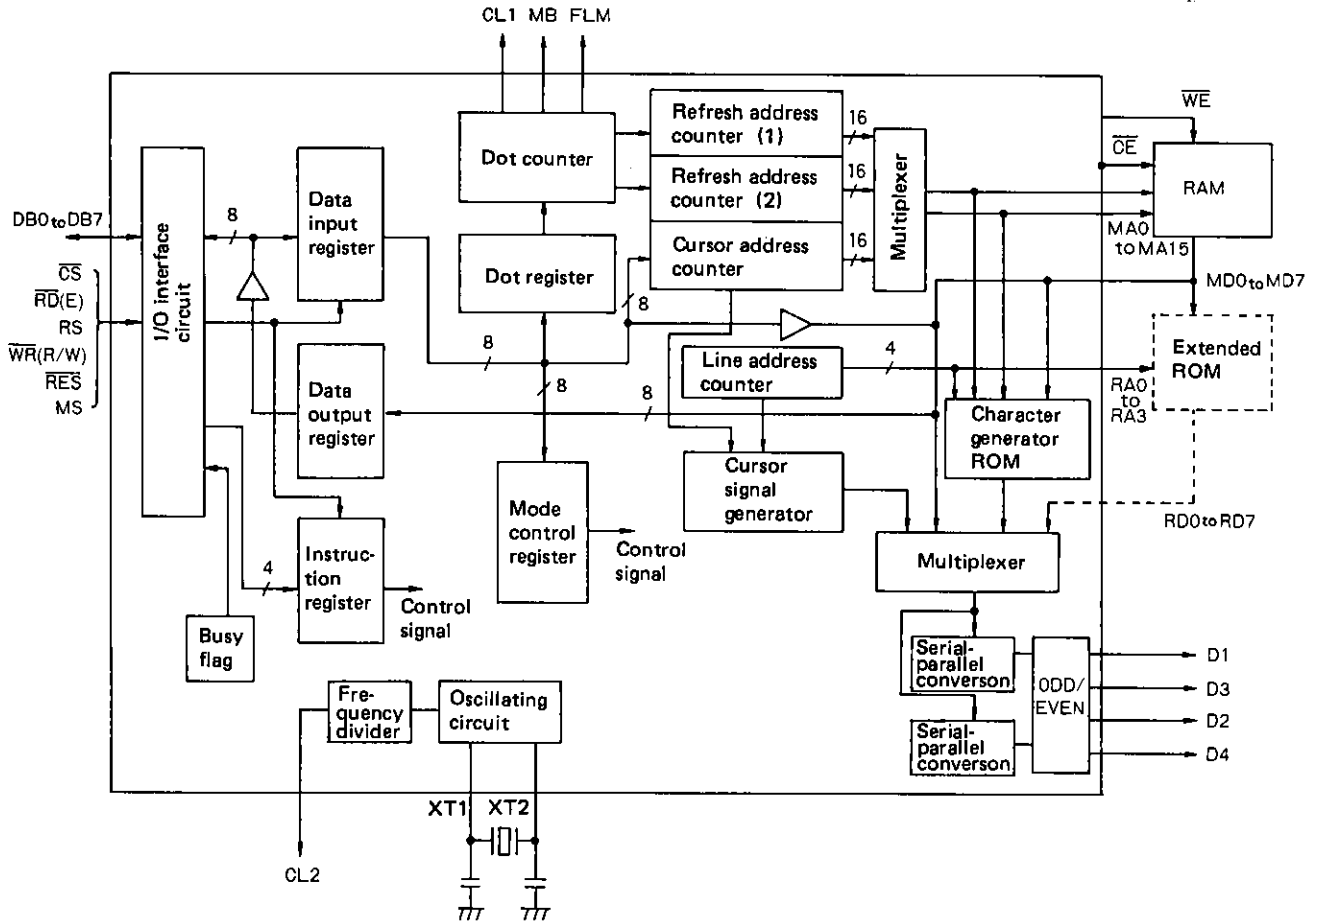 CL1 MB FLM
Refresh address
counter (1)
16
WE
Dot counter
Refresh address
counter (2)
16
Multiplexer
CE
RAM
I/O interface
circuit
Data
input
register
8
DB0 to DB7
Cursor address
counter
16
MA0
to MA15
Dot register
8
MD0 to MD7
CS
RD(E)
RS
WR(R/W)
RES
MS
8
8
Line address
counter
4
Extended
ROM
RA0
to
RA3
Data
output
register
8
Character
generator
ROM
Cursor
signal
generator
Mode
control
register
Control
signal
RD0 to RD7
Multiplexer
4
Instruc-
tion
register
Control
signal
Busy
flag
Serial-
parallel
converson
ODD/
EVEN
D1
D3
D2
D4
Serial-
parallel
converson
Fre-
quency
divider
Oscillating
circuit
XT1 XT2
CL2